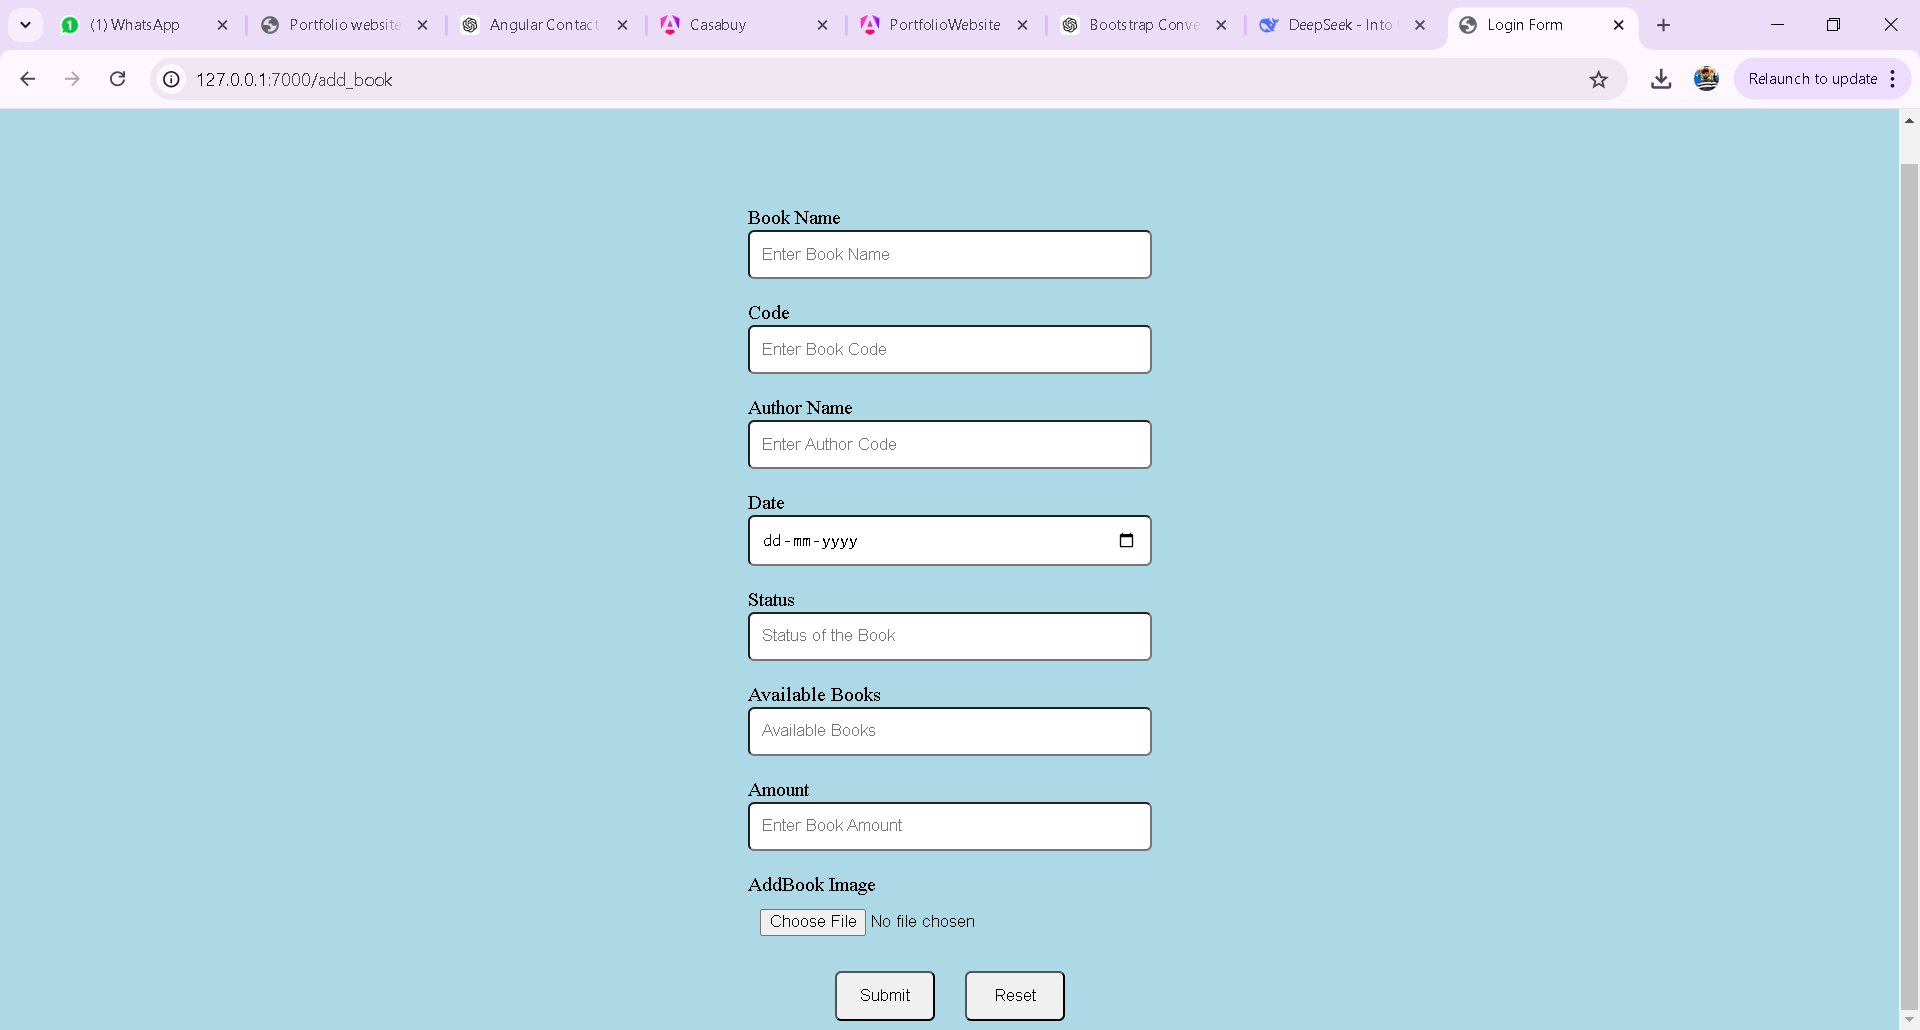 (1) WhatsApp
Portfolio website
Angular Contact
Casabuy
PortfolioWebsite
Bootstrap Conve
DeepSeek - Into
Login Form
127.0.0.1:7000/add_book
Relaunch to update
Book Name
Enter Book Name
Code
Enter Book Code
Author Name
Enter Author Code
Date
dd-mm-yyyy
Status
Status of the Book
Available Books
Available Books
Amount
Enter Book Amount
AddBook Image
Choose File No file chosen
Submit Reset